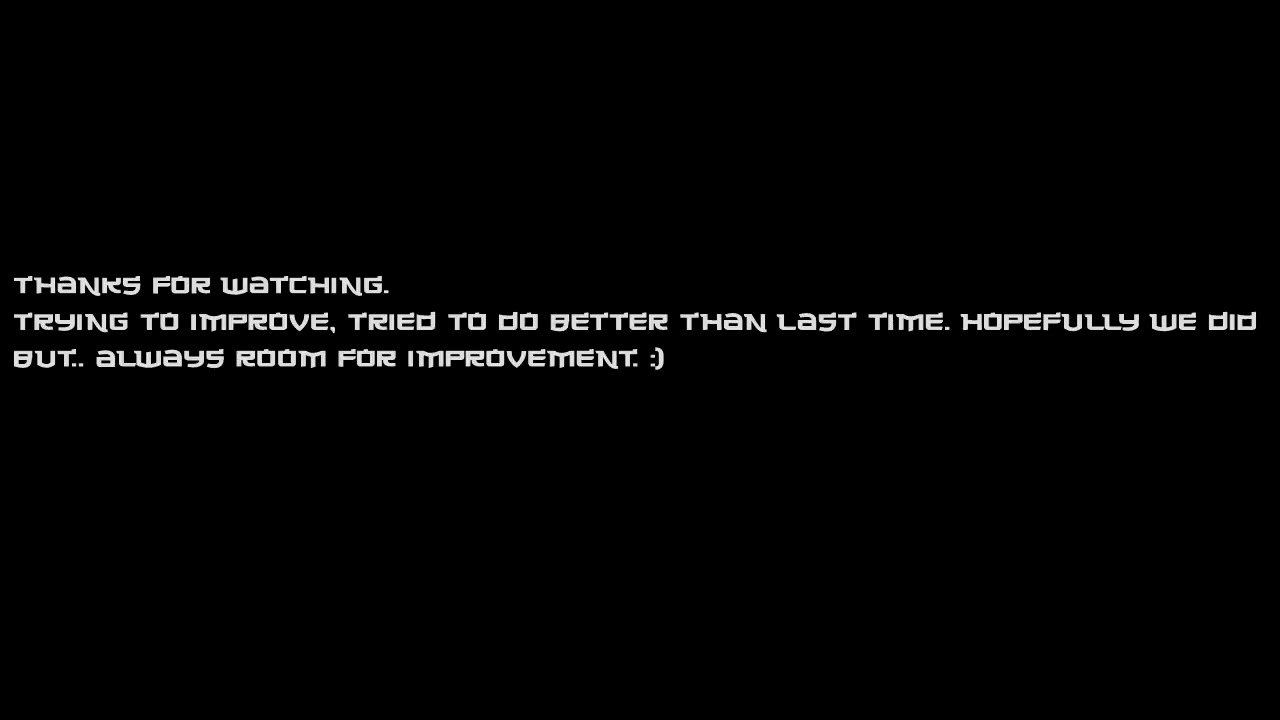 THANKS FOR WATCHING.
TRYING TO IMPROVE, TRIED TO DO BETTER THAN LAST TIME. HOPEFULLY WE DID
BUT.. ALWAYS ROOM FOR IMPROVEMENT. :)